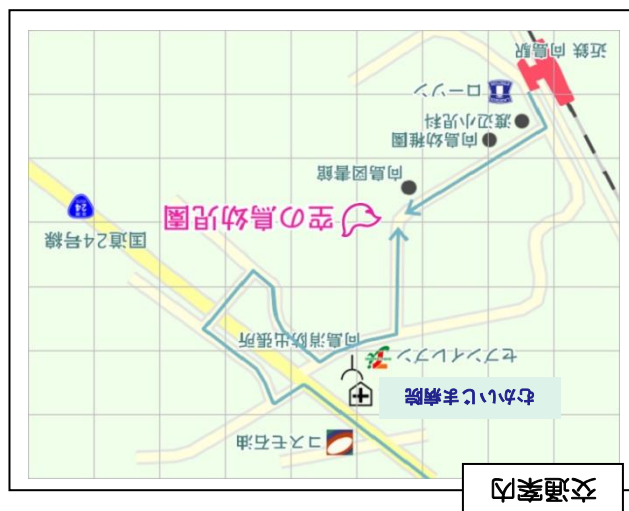 交通案内
コスモ石油
むかいじま病院
セブンイレブン
向島消防出張所
国道24号線
24
空の鳥幼児園
向島図書館
向島幼稚園
渡辺小児科
ローソン
近鉄 向島駅